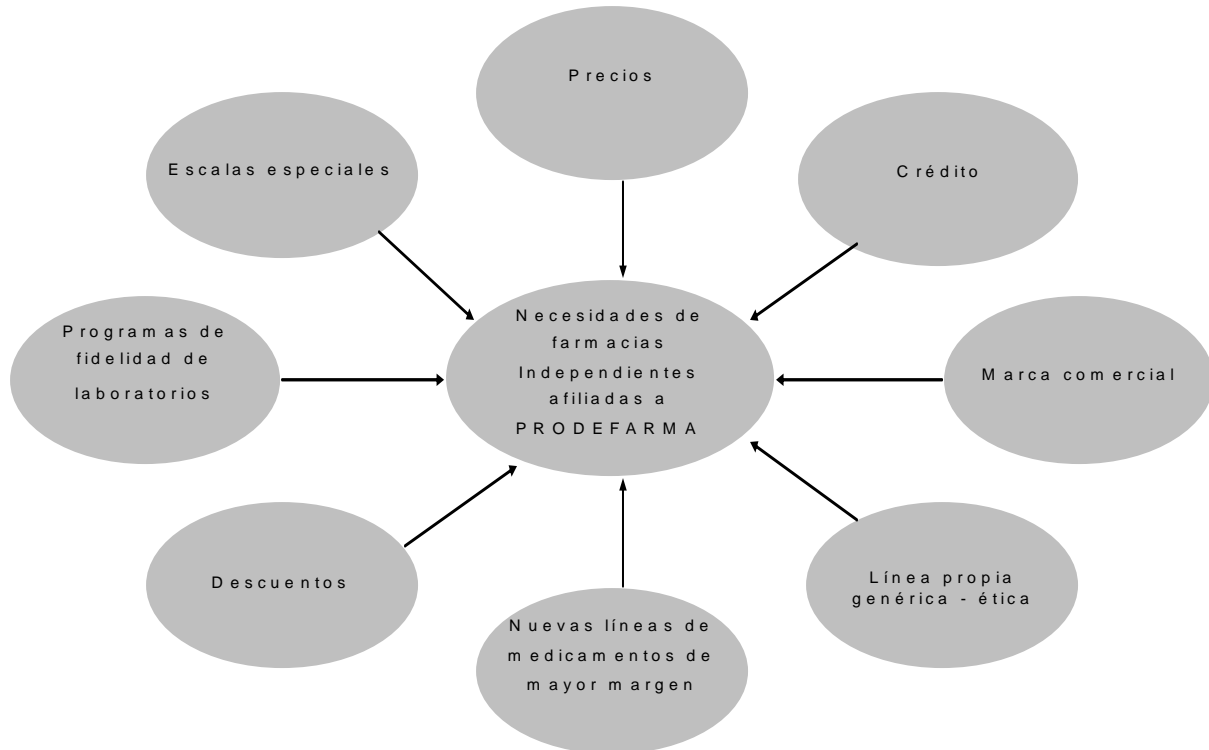 Precios
Escalas especiales
Crédito
Necesidades de
farmacias
Independientes
afiliadas a
PRODEFARMA
Programas de
fidelidad de
laboratorios
Marca comercial
Descuentos
Línea propia
genérica - ética
Nuevas líneas de
medicamentos de
mayor margen